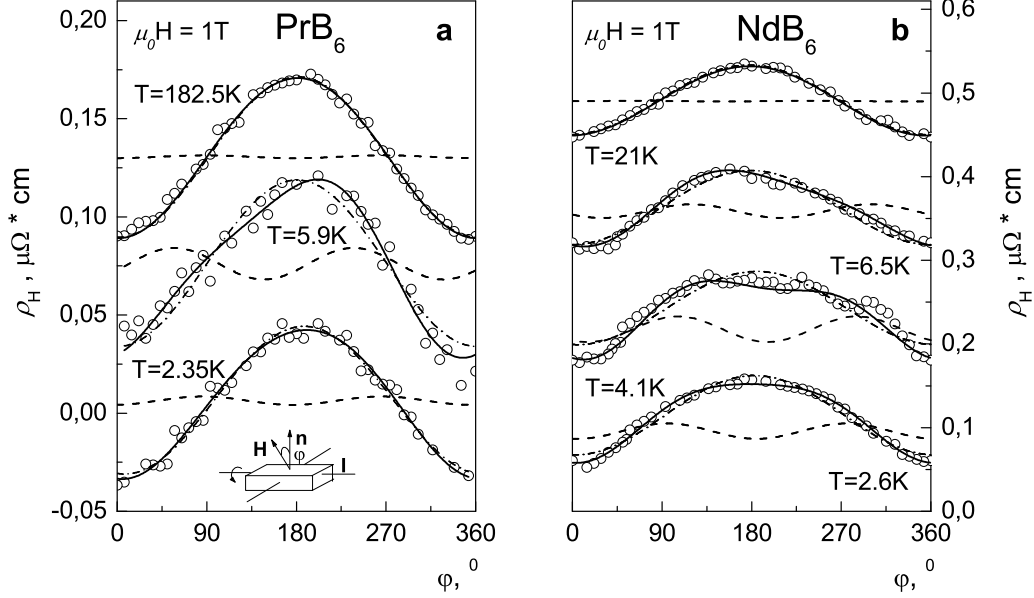 PrB6
a
μ0H = 1T
T=182.5K
T=5.9K
T=2.35K
H
n
φ
I
0,20
0,15
0,10
0,05
0,00
-0,05
ρH , μΩ * cm
0 90 180 270 360
φ, 0
NdB6
b
μ0H = 1T
T=21K
T=6.5K
T=4.1K
T=2.6K
0,6
0,5
0,4
0,3
0,2
0,1
0,0
ρH , μΩ * cm
0 90 180 270 360
φ, 0